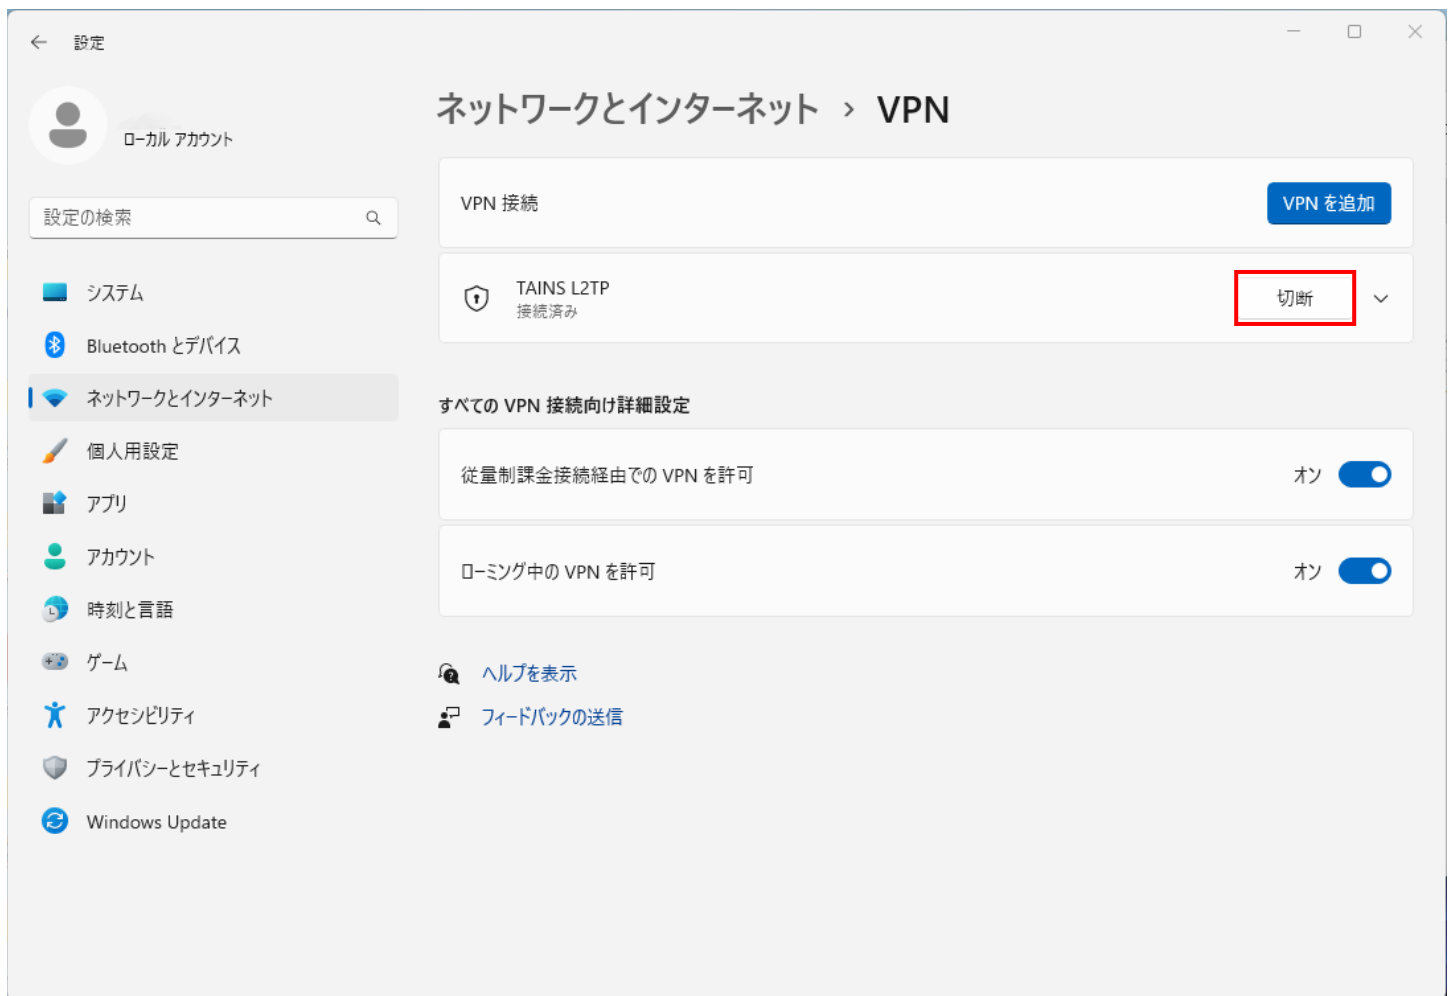 設定
ローカル アカウント
設定の検索
システム
Bluetooth とデバイス
ネットワークとインターネット
個人用設定
アプリ
アカウント
時刻と言語
ゲーム
アクセシビリティ
プライバシーとセキュリティ
Windows Update
ネットワークとインターネット › VPN
VPN 接続
VPN を追加
TAINS L2TP
接続済み
切断
すべての VPN 接続向け詳細設定
従量制課金接続経由での VPN を許可
オン
ローミング中の VPN を許可
オン
ヘルプを表示
フィードバックの送信